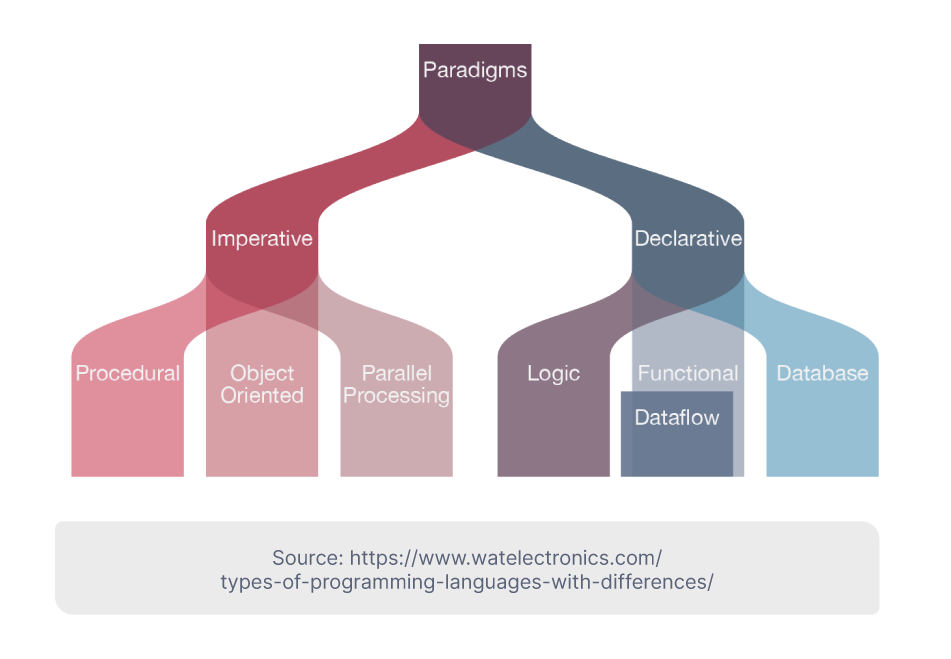 Paradigms
Imperative
Declarative
Procedural
Object
Oriented
Parallel
Processing
Logic
Functional
Dataflow
Database
Source: https://www.watelectronics.com/
types-of-programming-languages-with-differences/